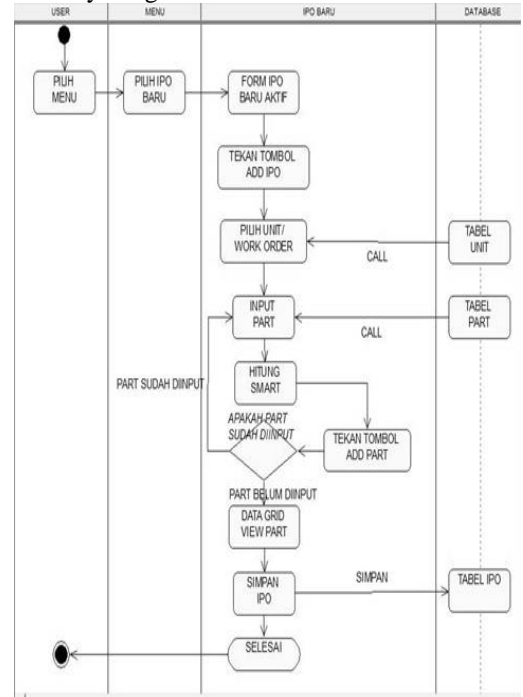 USER
MENU
IPO BARU
DATABASE
PILIH
MENU
PILIH IPO
BARU
FORM IPO
BARU AKTIF
TEKAN TOMBOL
ADD IPO
PILIH UNIT/
WORK ORDER
CALL
TABEL
UNIT
INPUT
PART
CALL
TABEL
PART
PART SUDAH DIINPUT
HITUNG
SMART
APAKAH PART
SUDAH DIINPUT
TEKAN TOMBOL
ADD PART
PART BELUM DIINPUT
DATA GRID
VIEW PART
SIMPAN
IPO
SIMPAN
TABEL IPO
SELESAI